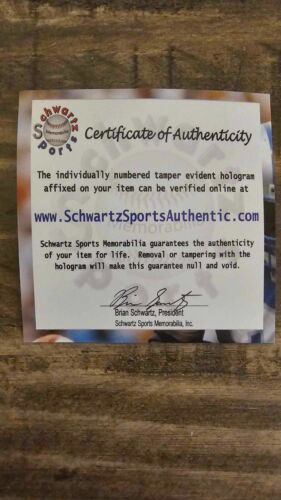 Schwartz
Memorabilia
Sports
Certificate of Authenticity
The individually numbered tamper evident hologram
affixed on your item can be verified online at
www.SchwartzSportsAuthentic.com
Schwartz Sports Memorabilia guarantees the authenticity
of your item for life. Removal or tampering with the
hologram will make this guarantee null and void.
Brian Schwartz, President
Schwartz Sports Memorabilia, Inc.